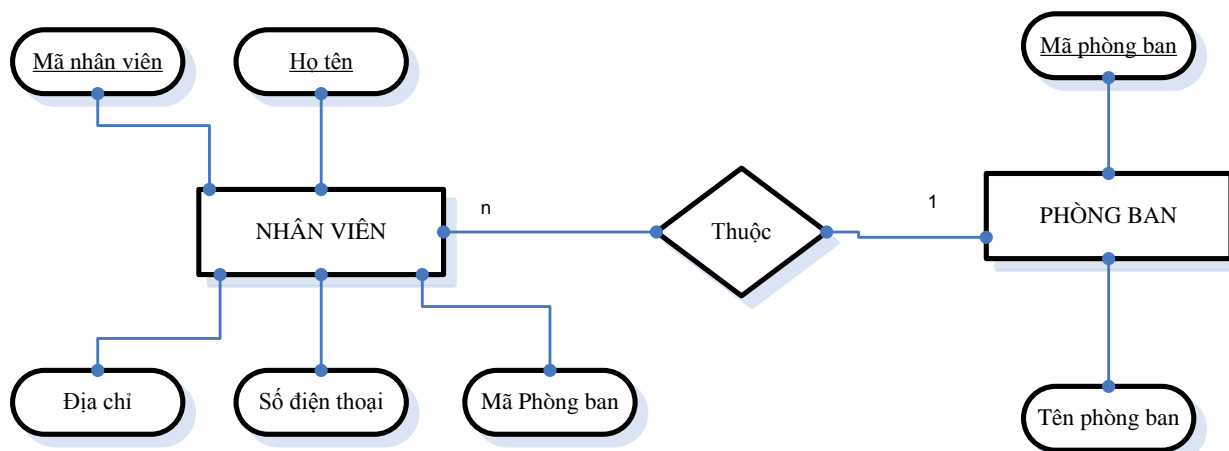 Mã nhân viên
Họ tên
Mã phòng ban
NHÂN VIÊN
n
Thuộc
1
PHÒNG BAN
Địa chỉ
Số điện thoại
Mã Phòng ban
Tên phòng ban